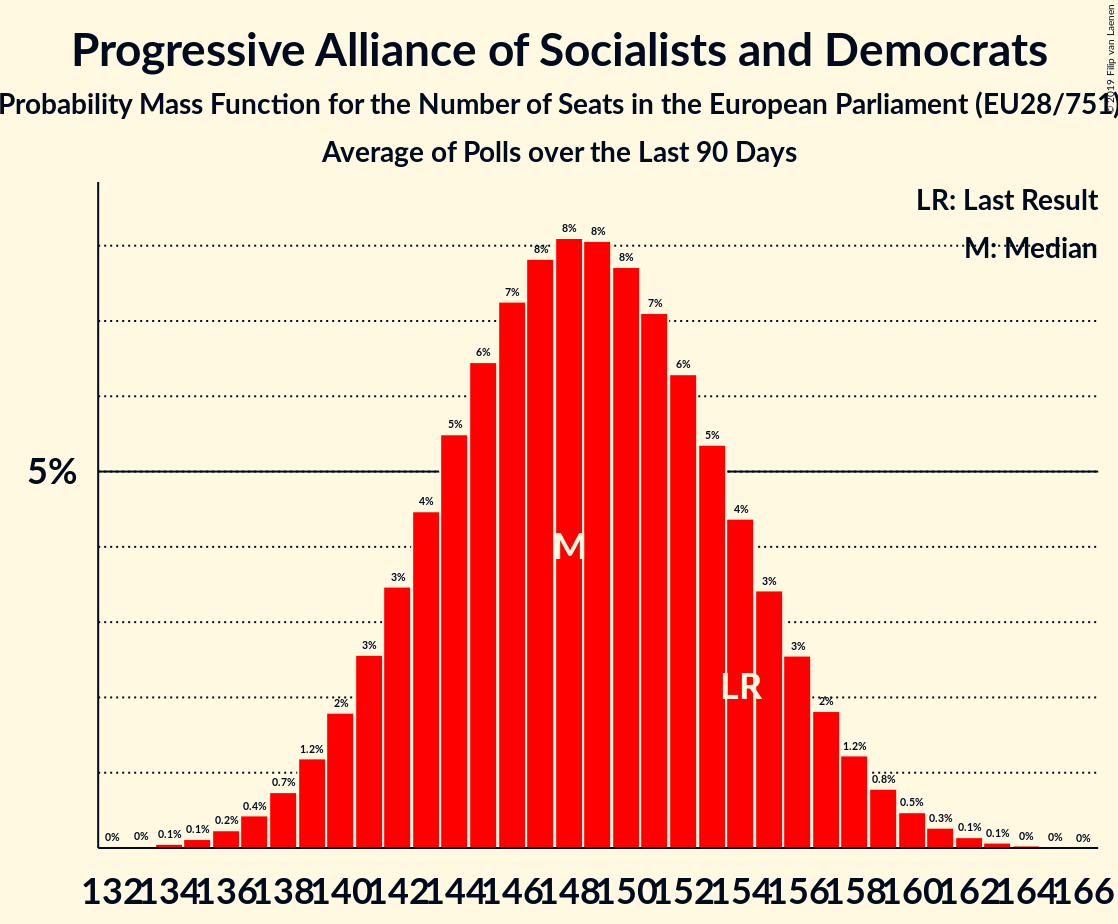 Progressive Alliance of Socialists and Democrats
Probability Mass Function for the Number of Seats in the European Parliament (EU28/751)
Average of Polls over the Last 90 Days
© 2019 Filip van Laenen
LR: Last Result
M: Median
5%
0% 0% 0.1% 0.1% 0.2% 0.4% 0.7% 1.2% 2% 3% 3% 4% 5% 6% 7% 8% 8% 8% 8% 7% 6% 5% 4% 3% 3% 2% 1.2% 0.8% 0.5% 0.3% 0.1% 0.1% 0% 0% 0%
M
LR
132 134 136 138 140 142 144 146 148 150 152 154 156 158 160 162 164 166